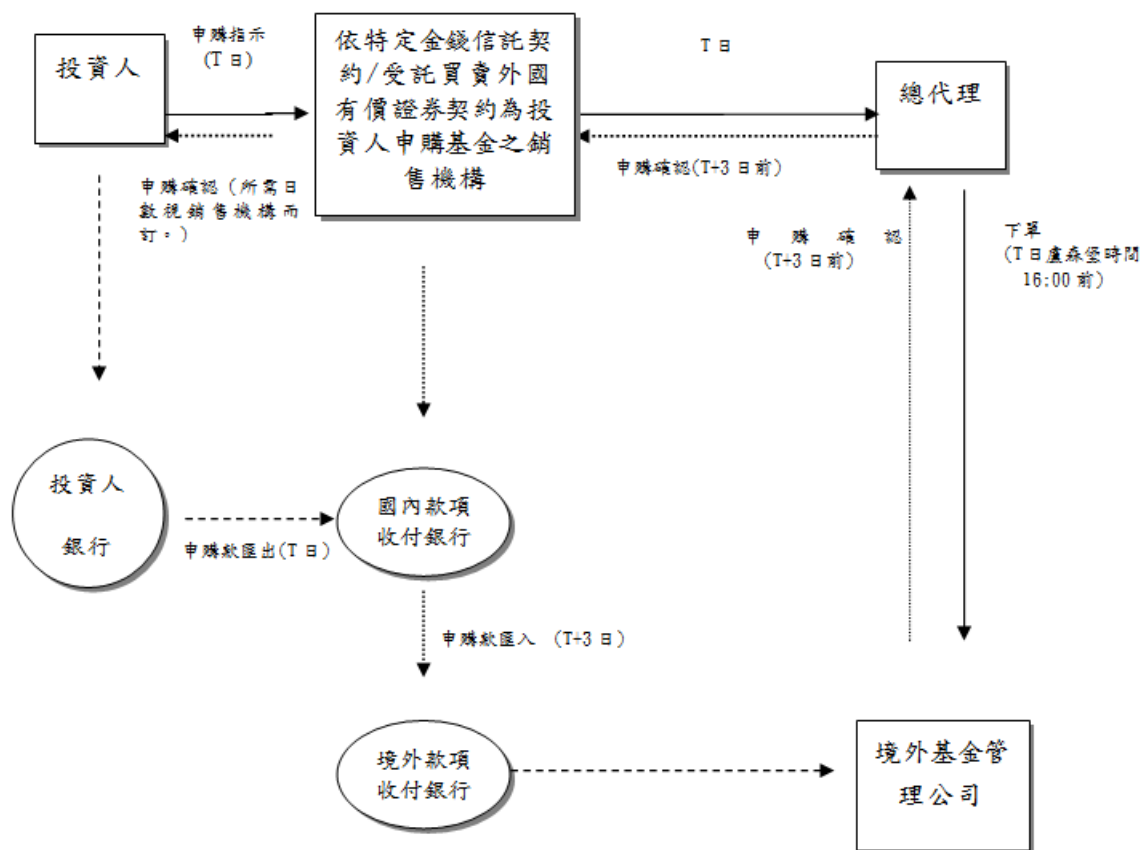 申購指示
(T 日)
投資人
依特定金錢信託契
約/受託買賣外國
有價證券契約為投
資人申購基金之銷
售機構
T 日
總代理
申購確認(T+3 日前)
申購確認（所需日
數視銷售機構而
訂。）
申購確認
(T+3 日前)
下單
(T 日盧森堡時間
16:00 前)
投資人
銀行
申購款匯出(T 日)
國內款項
收付銀行
申購款匯入 (T+3 日)
境外款項
收付銀行
境外基金管
理公司